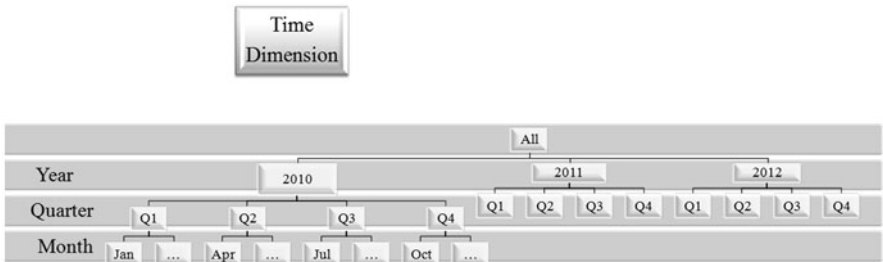 Time
Dimension
All
Year 2010 2011 2012
Q1 Q2 Q3 Q4 Q1 Q2 Q3 Q4
Quarter Q1 Q2 Q3 Q4
Month Jan ... Apr ... Jul ... Oct ...